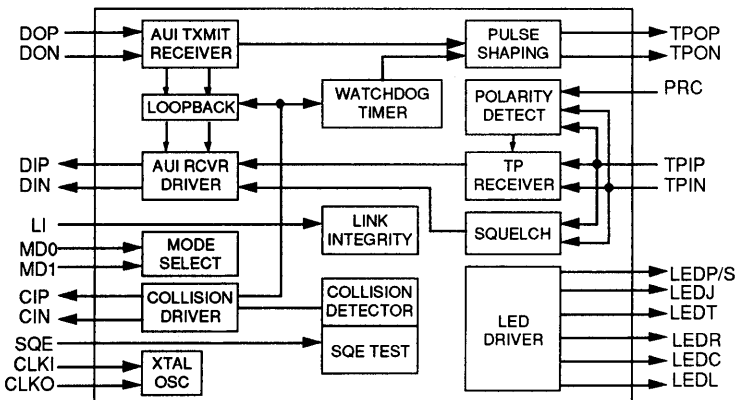 DOP
DON
AUI TXMIT
RECEIVER
PULSE
SHAPING
TPOP
TPON
LOOPBACK
WATCHDOG
TIMER
POLARITY
DETECT
PRC
DIP
DIN
AUI RCVR
DRIVER
TP
RECEIVER
TPIP
TPIN
LI
LINK
INTEGRITY
SQUELCH
MD0
MD1
MODE
SELECT
CIP
CIN
COLLISION
DRIVER
COLLISION
DETECTOR
LED
DRIVER
LEDP/S
LEDJ
LEDT
LEDR
LEDC
LEDL
SQE
SQE TEST
CLKI
CLKO
XTAL
OSC